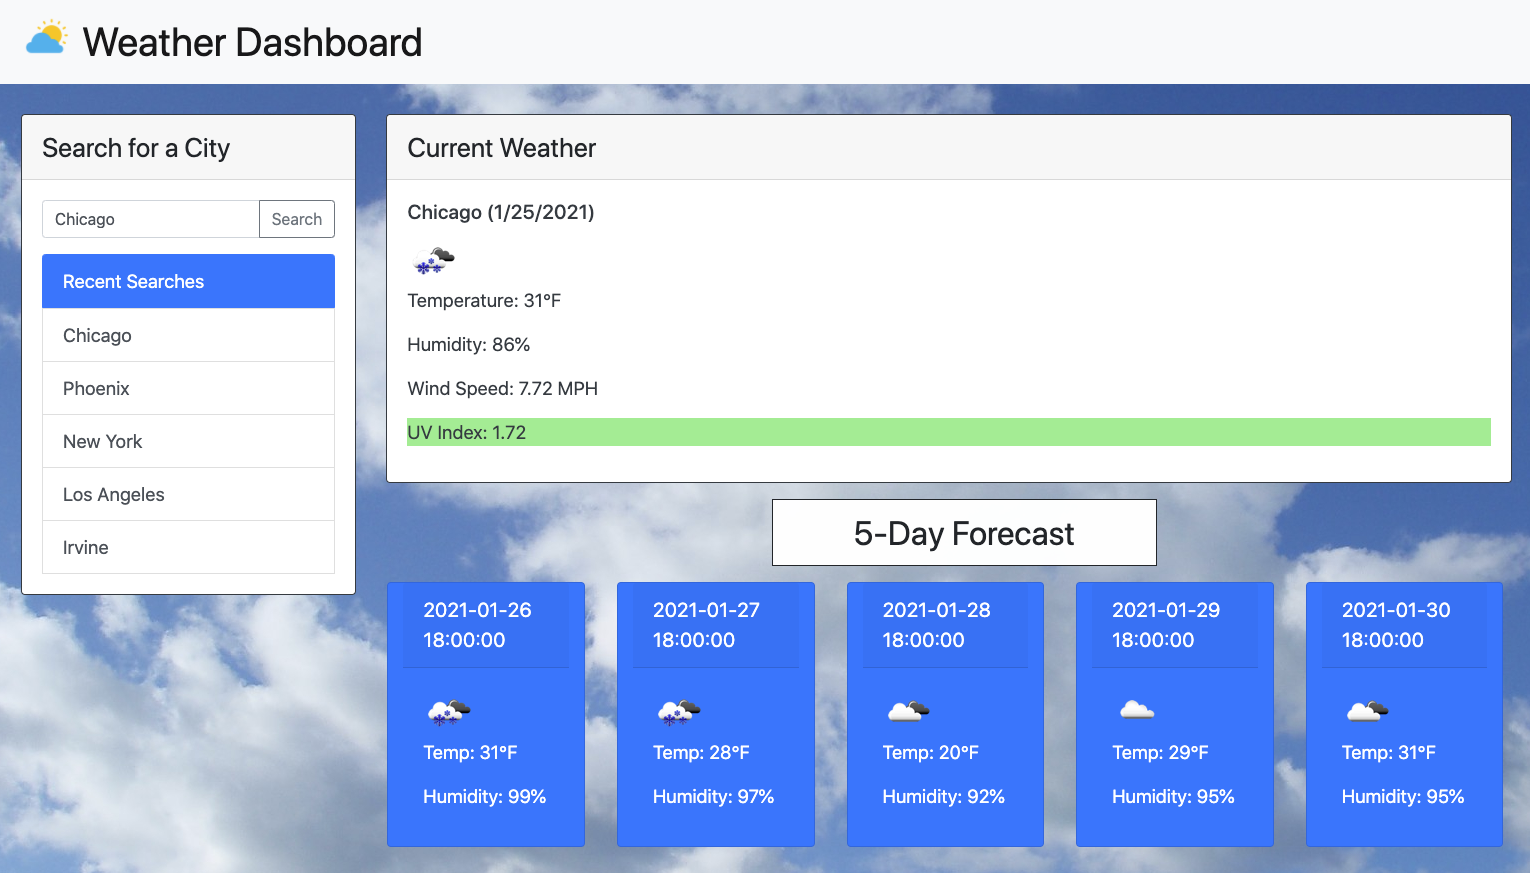 Weather Dashboard
Search for a City
Chicago
Search
Recent Searches
Chicago
Phoenix
New York
Los Angeles
Irvine
Current Weather
Chicago (1/25/2021)
Temperature: 31°F
Humidity: 86%
Wind Speed: 7.72 MPH
UV Index: 1.72
5-Day Forecast
2021-01-26
18:00:00
Temp: 31°F
Humidity: 99%
2021-01-27
18:00:00
Temp: 28°F
Humidity: 97%
2021-01-28
18:00:00
Temp: 20°F
Humidity: 92%
2021-01-29
18:00:00
Temp: 29°F
Humidity: 95%
2021-01-30
18:00:00
Temp: 31°F
Humidity: 95%